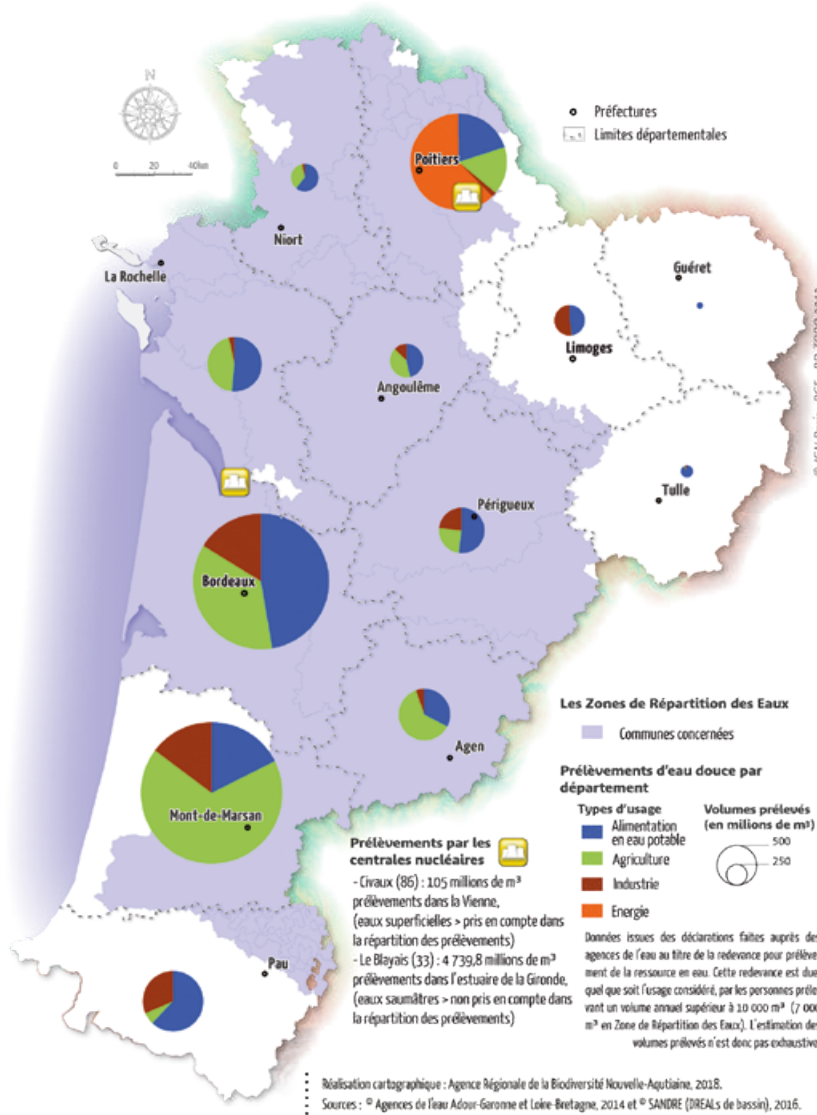 N
0 20 40km
Préfectures
Limites départementales
Poitiers
Niort
La Rochelle
Guéret
Limoges
Angoulême
Tulle
Périgueux
Bordeaux
Agen
Mont-de-Marsan
Pau
Les Zones de Répartition des Eaux
Communes concernées
Prélèvements d'eau douce par
département
Types d'usage
Alimentation
en eau potable
Agriculture
Industrie
Energie
Volumes prélevés
(en millions de m³)
500
250
Prélèvements par les
centrales nucléaires
- Civaux (86) : 105 millions de m³
prélèvements dans la Vienne,
(eaux superficielles > pris en compte dans
la répartition des prélèvements)
- Le Blayais (33) : 4 739,8 millions de m³
prélèvements dans l'estuaire de la Gironde,
(eaux saumâtres > non pris en compte dans
la répartition des prélèvements)
Données issues des déclarations faites auprès des
agences de l'eau au titre de la redevance pour prélève-
ment de la ressource en eau. Cette redevance est due,
quel que soit l'usage considéré, par les personnes préle-
vant un volume annuel supérieur à 10 000 m³ (7 000
m³ en Zone de Répartition des Eaux). L'estimation des
volumes prélevés n'est donc pas exhaustive
Réalisation cartographique : Agence Régionale de la Biodiversité Nouvelle-Aqutiaine, 2018.
Sources : © Agences de l'eau Adour-Garonne et Loire-Bretagne, 2014 et © SANDRE (DREALs de bassin), 2016.